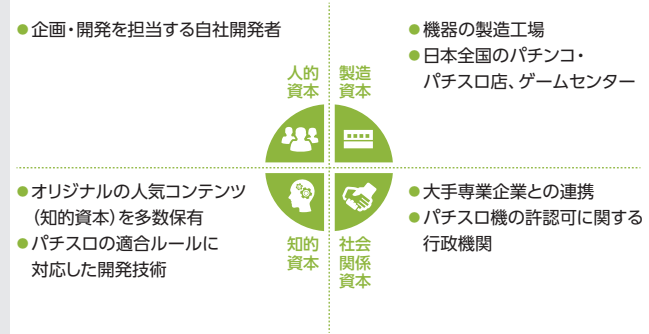 ●企画・開発を担当する自社開発者
人的
資本
製造
資本
●機器の製造工場
●日本全国のパチンコ・
パチスロ店、ゲームセンター
●オリジナルの人気コンテンツ
（知的資本）を多数保有
●パチスロの適合ルールに
対応した開発技術
知的
資本
社会
関係
資本
●大手専業企業との連携
●パチスロ機の許認可に関する
行政機関